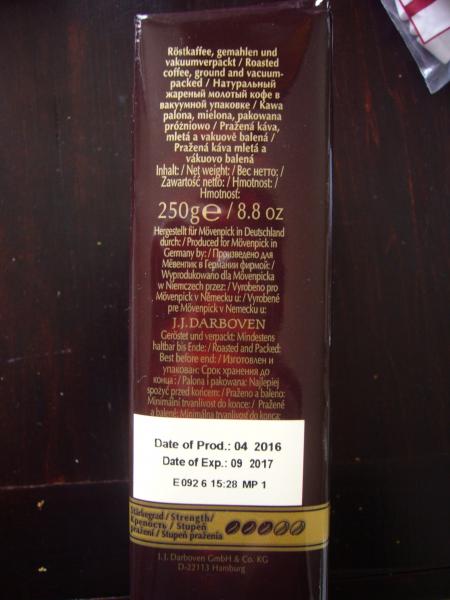 Röstkaffee, gemahlen und
vakuumverpackt / Roasted
coffee, ground and vacuum-
packed / Натуральный
жареный молотый кофе в
вакуумной упаковке / Kawa
palona, mielona, pakowana
próżniowo / Pražená káva,
mletá a vakuově balená /
Pražená káva mletá a
vákuovo balená
Inhalt: / Net weight: / Вес нетто: /
Zawartość netto: / Hmotnost: /
Hmotnosť:
250g℮ / 8.8 oz
Hergestellt für Mövenpick in Deutschland
durch: / Produced for Mövenpick in
Germany by: / Произведено для
Мёвенпик в Германии фирмой: /
Wyprodukowano dla Mövenpicka
w Niemczech przez: / Vyrobeno pro
Mövenpick v Německu u: / Vyrobené
pre Mövenpick v Nemecku u:
J.J.DARBOVEN
Geröstet und verpackt: Mindestens
haltbar bis Ende: / Roasted and Packed:
Best before end: / Изготовлен и
упакован: Срок хранения до
конца: / Palona i pakowana: Najlepiej
spożyć przed końcem: / Praženo a baleno:
Minimální trvanlivost do konce: / Pražené
a balené: Minimálna trvanlivosť do konca:
Date of Prod.: 04 2016
Date of Exp.: 09 2017
E 092 6 15:28 MP 1
Stärkegrad / Strength/
Крепость / Stupeň
pražení / Stupeň praženia
J.J. Darboven GmbH & Co. KG
D-22113 Hamburg